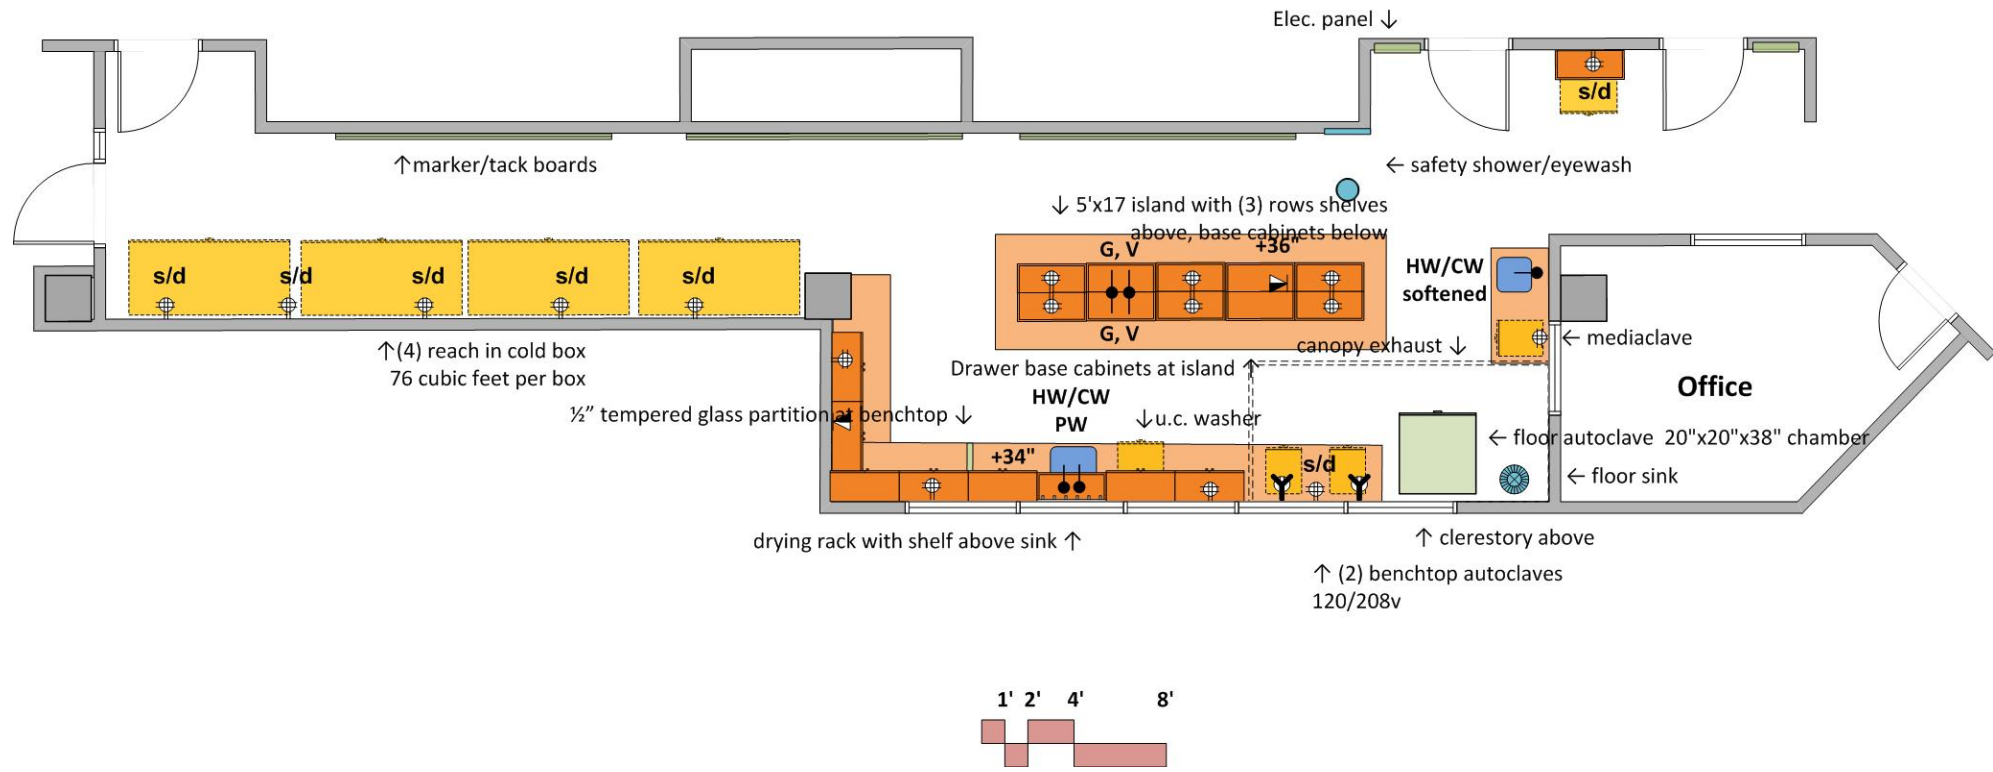 Elec. panel ↓
s/d
↑marker/tack boards
← safety shower/eyewash
↓ 5'x17 island with (3) rows shelves
above, base cabinets below
G, V
+36"
HW/CW
softened
s/d
s/d
s/d
s/d
s/d
G, V
canopy exhaust ↓
← mediaclave
↑(4) reach in cold box
76 cubic feet per box
Drawer base cabinets at island ↑
Office
HW/CW
PW
½” tempered glass partition at benchtop ↓
↓u.c. washer
← floor autoclave 20"x20"x38" chamber
+34"
s/d
← floor sink
drying rack with shelf above sink ↑
↑ clerestory above
↑ (2) benchtop autoclaves
120/208v
1' 2' 4' 8'